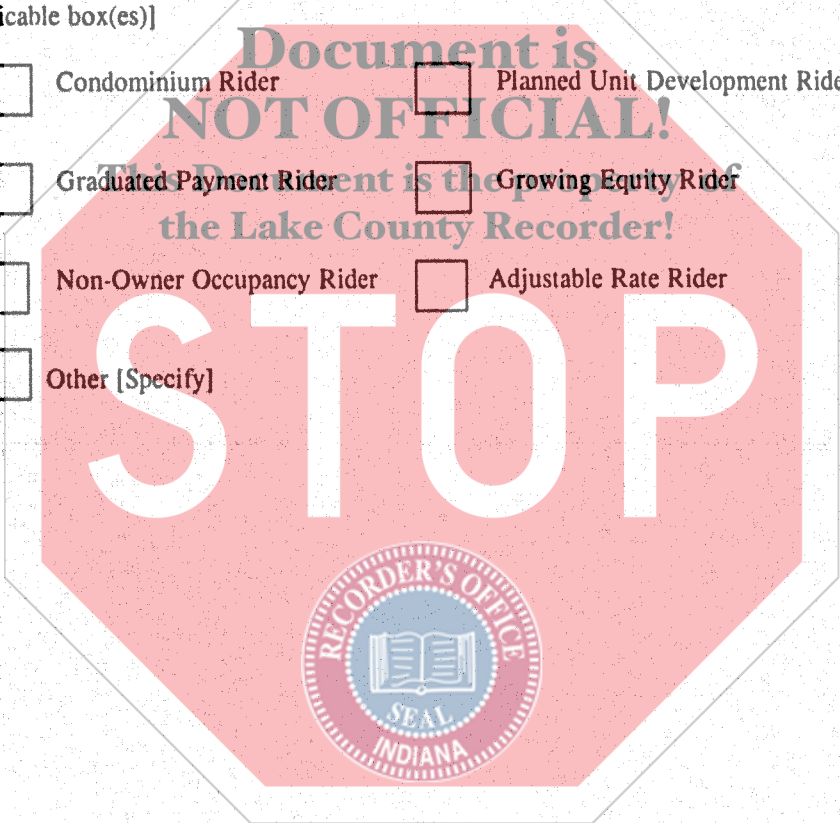 icable box(es)]
Document is
Condominium Rider
Planned Unit Development Ride
NOT OFFICIAL!
This Document is the property of
Graduated Payment Rider
Growing Equity Rider
the Lake County Recorder!
Non-Owner Occupancy Rider
Adjustable Rate Rider
STOP
Other [Specify]
RECORDER'S OFFICE
SEAL
INDIANA